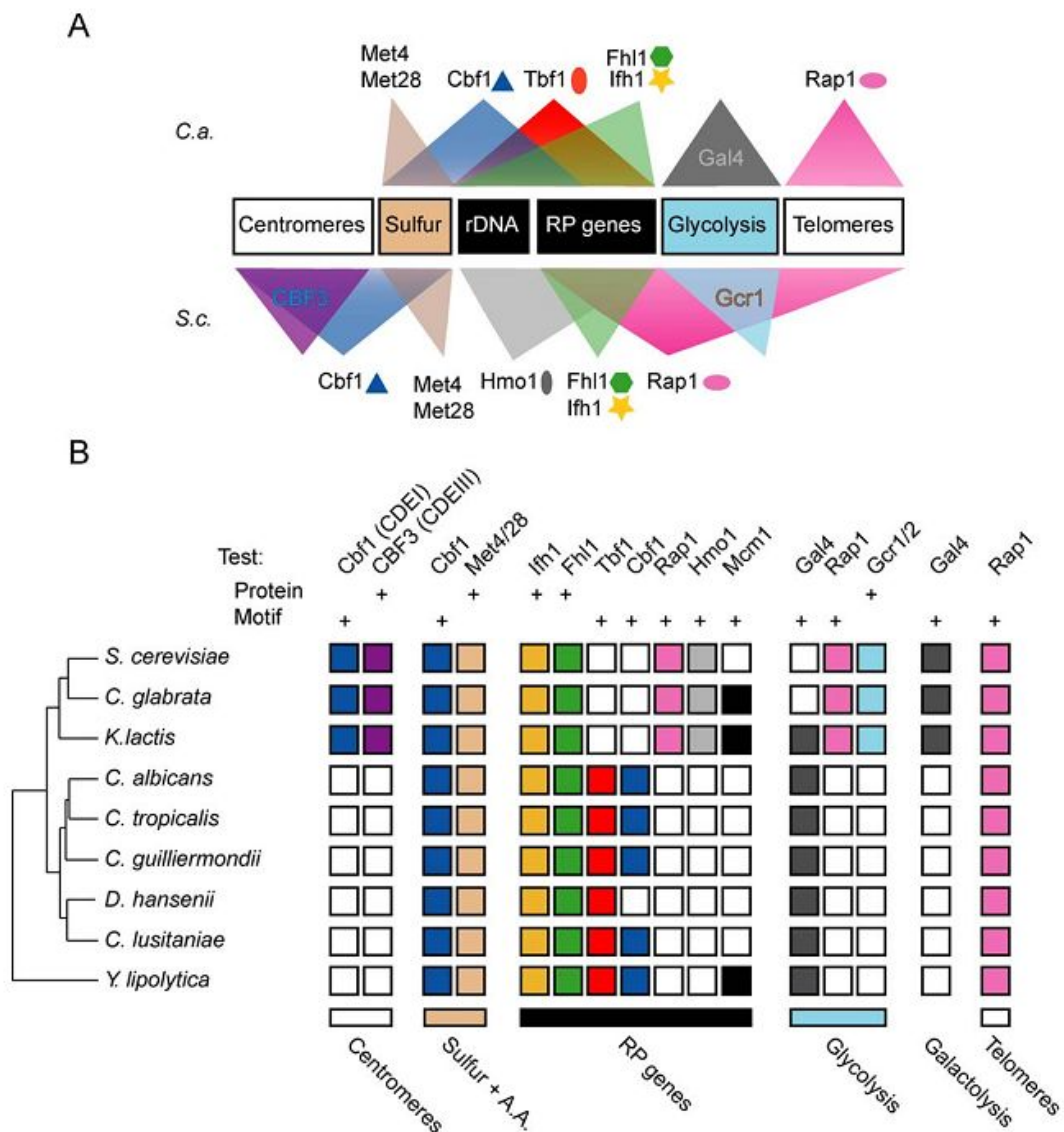 A
Met4
Met28
Cbf1
Tbf1
Fhl1
Ifh1
Rap1
C.a.
Gal4
Centromeres
Sulfur
rDNA
RP genes
Glycolysis
Telomeres
S.c.
CBF3
Gcr1
Cbf1
Met4
Met28
Hmo1
Fhl1
Ifh1
Rap1
B
Test:
Cbf1 (CDEI)
CBF3 (CDEIII)
Cbf1
Met4/28
Ifh1
Fhl1
Tbf1
Cbf1
Rap1
Hmo1
Mcm1
Gal4
Rap1
Gcr1/2
Gal4
Rap1
Protein + + + + +
Motif + + + + + + + + + + +
S. cerevisiae
C. glabrata
K.lactis
C. albicans
C. tropicalis
C. guilliermondii
D. hansenii
C. lusitaniae
Y. lipolytica
Centromeres
Sulfur + A.A.
RP genes
Glycolysis
Galactolysis
Telomeres